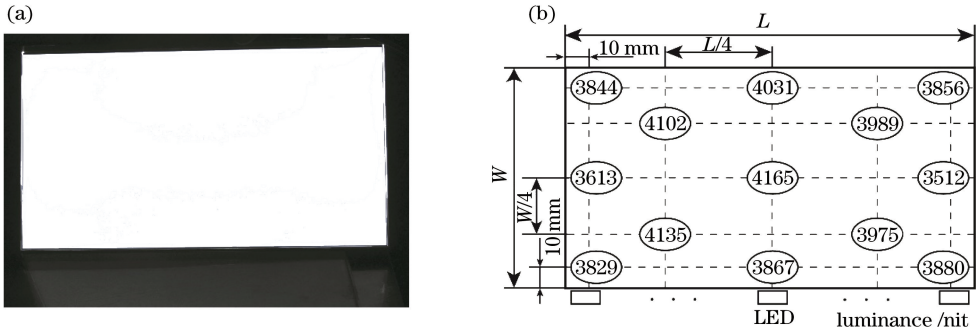 (a)
(b)
L
10 mm
L/4
3844 4031 3856
4102 3989
W
3613 4165 3512
W/4
4135 3975
10 mm
3829 3867 3880
. . .
. . .
LED
luminance /nit